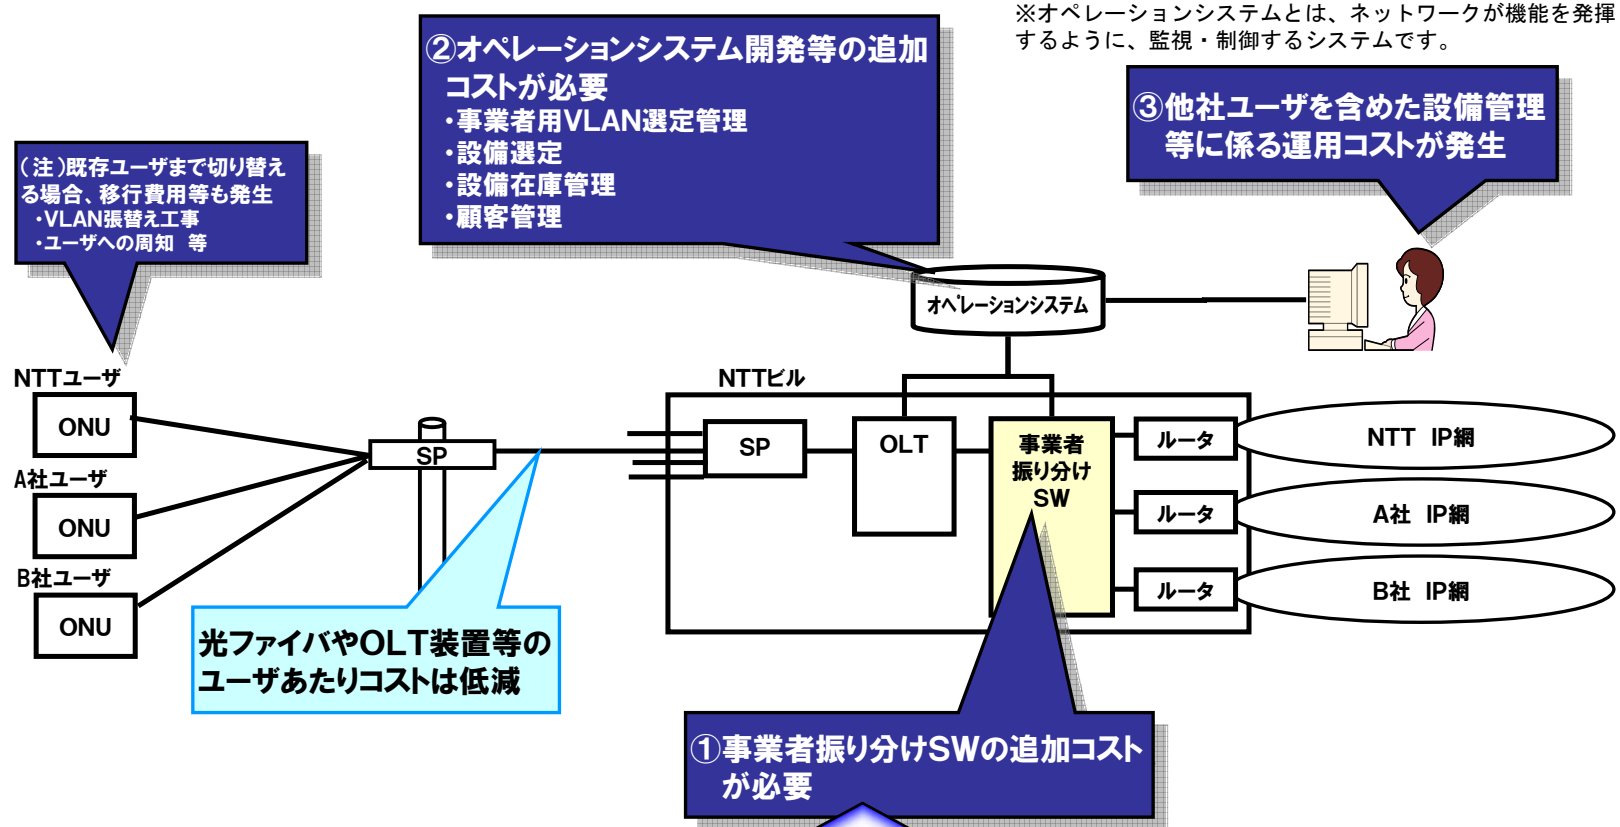 ※オペレーションシステムとは、ネットワークが機能を発揮
するように、監視・制御するシステムです。
②オペレーションシステム開発等の追加
コストが必要
・事業者用VLAN選定管理
・設備選定
・設備在庫管理
・顧客管理
③他社ユーザを含めた設備管理
等に係る運用コストが発生
（注）既存ユーザまで切り替え
る場合、移行費用等も発生
・VLAN張替え工事
・ユーザへの周知　等
オペレーションシステム
NTTユーザ
ONU
A社ユーザ
ONU
B社ユーザ
ONU
SP
NTTビル
SP
OLT
事業者
振り分け
SW
ルータ
NTT IP網
ルータ
A社 IP網
ルータ
B社 IP網
光ファイバやOLT装置等の
ユーザあたりコストは低減
①事業者振り分けSWの追加コスト
が必要